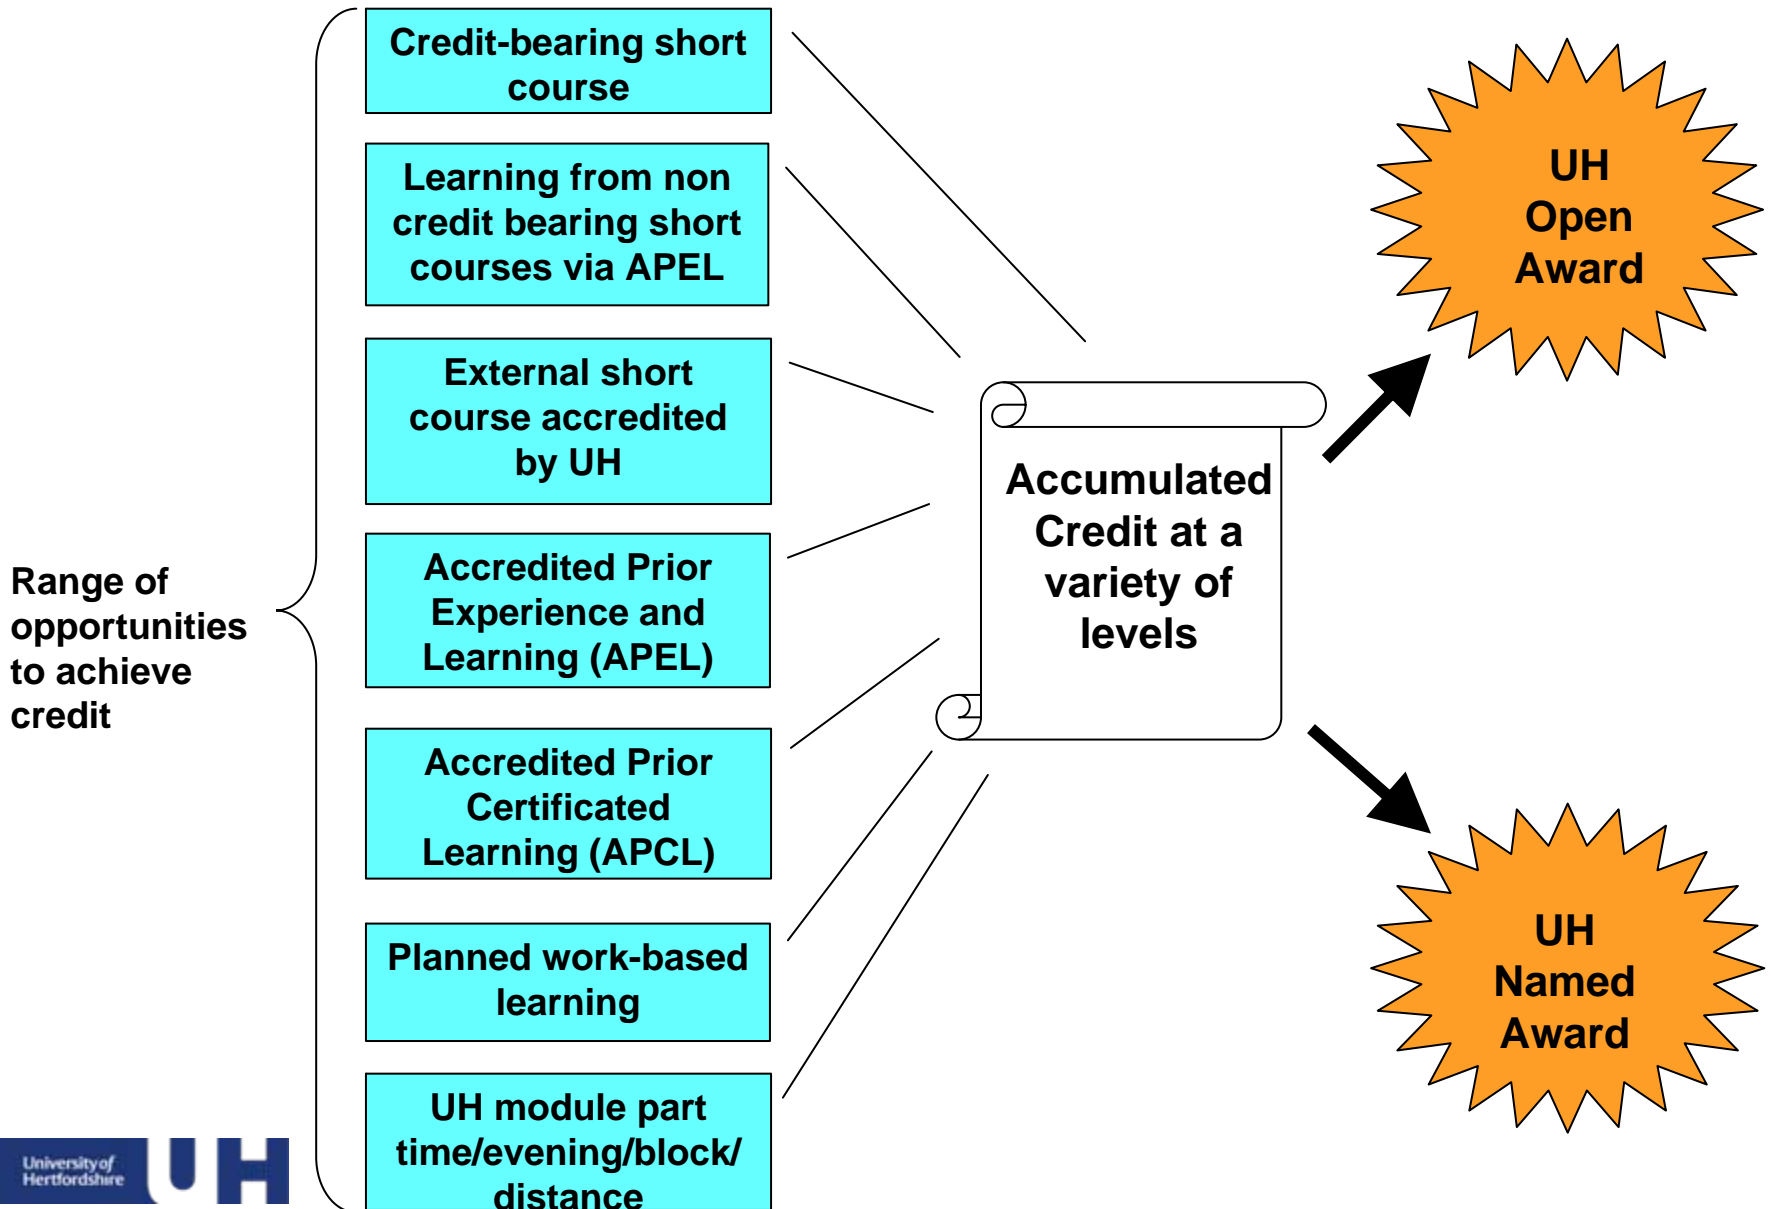 Range of
opportunities
to achieve
credit
Credit-bearing short
course
Learning from non
credit bearing short
courses via APEL
External short
course accredited
by UH
Accredited Prior
Experience and
Learning (APEL)
Accredited Prior
Certificated
Learning (APCL)
Planned work-based
learning
UH module part
time/evening/block/
distance
Accumulated
Credit at a
variety of
levels
UH
Open
Award
UH
Named
Award
University of
Hertfordshire
UH